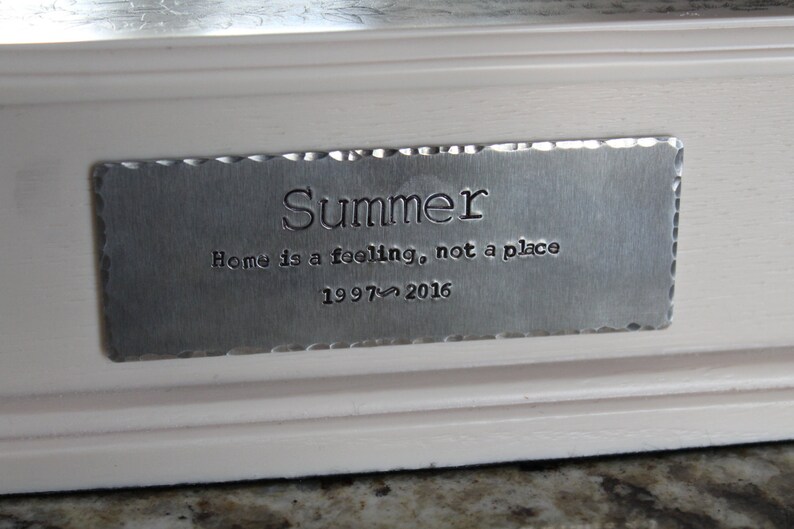 Summer
Home is a feeling, not a place
1997~2016